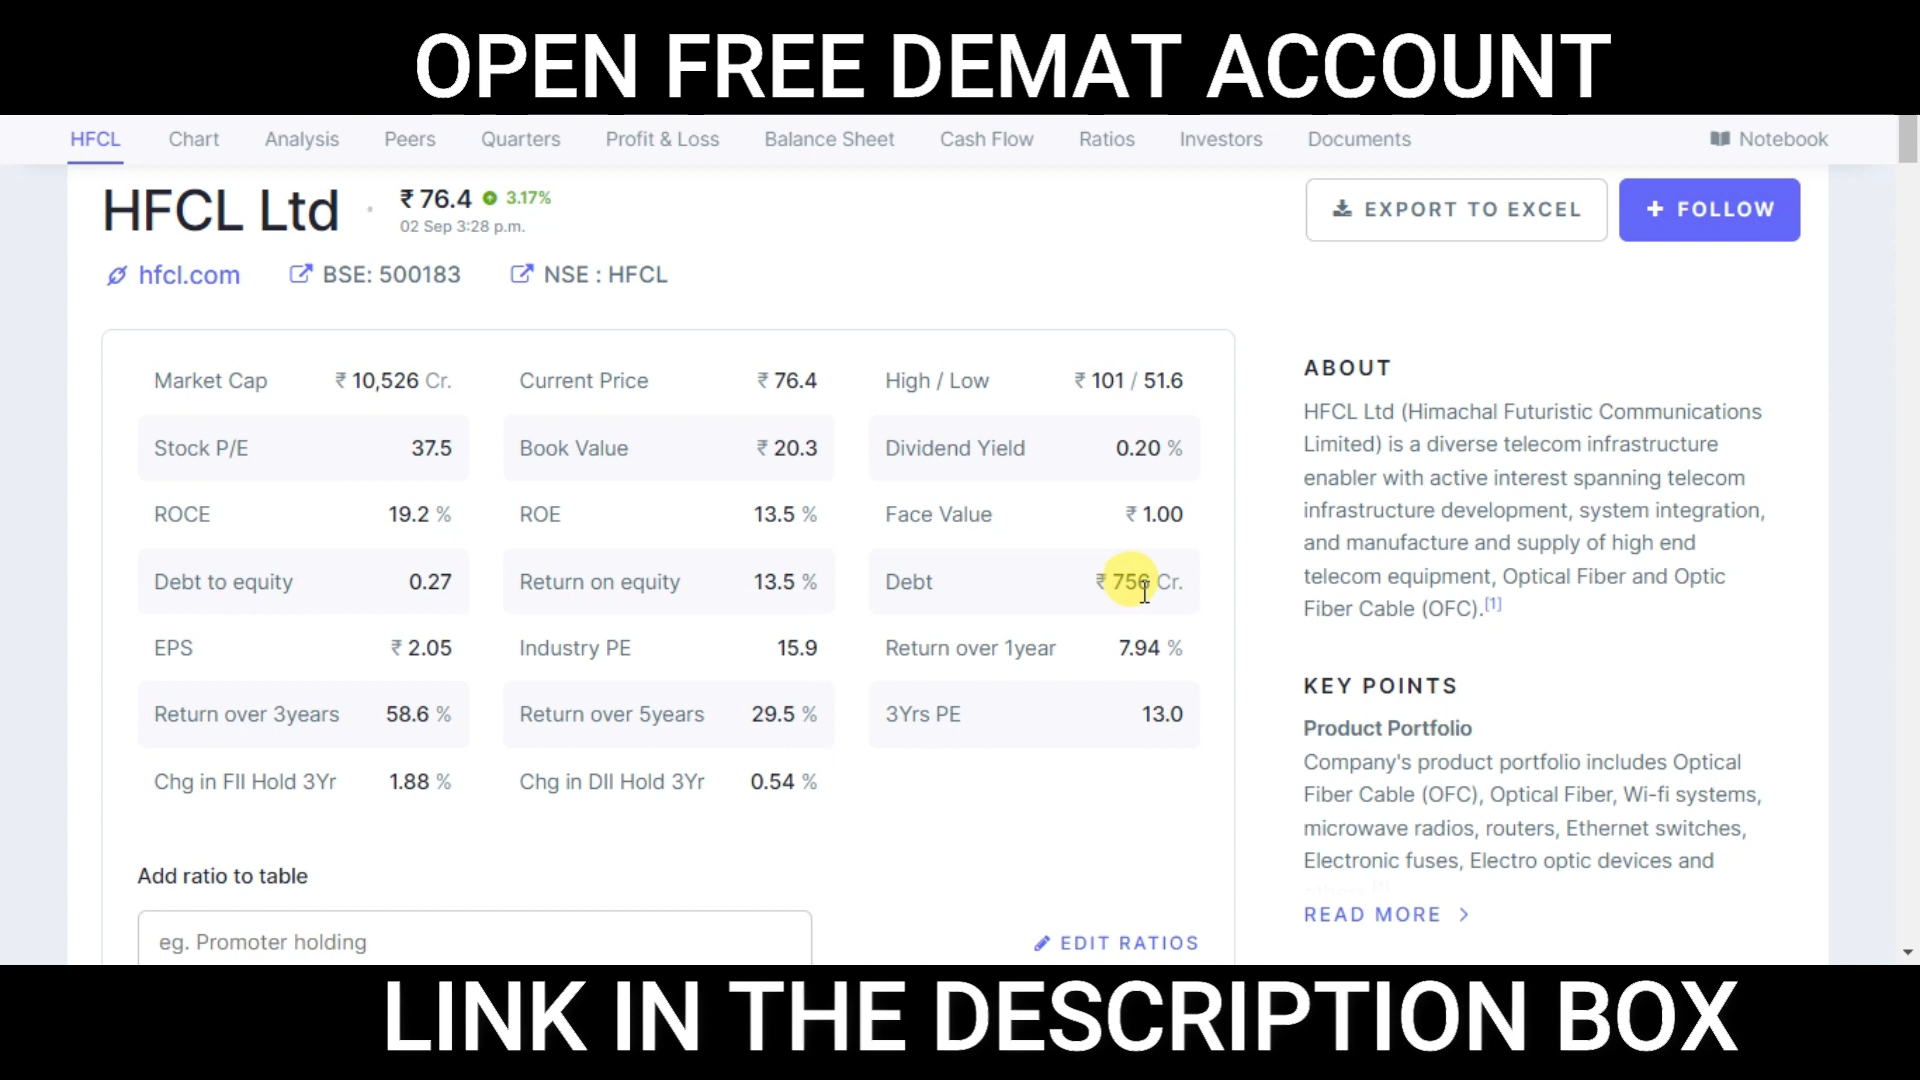 OPEN FREE DEMAT ACCOUNT
HFCL Chart Analysis Peers Quarters Profit & Loss Balance Sheet Cash Flow Ratios Investors Documents Notebook
HFCL Ltd · ₹ 76.4 3.17%
02 Sep 3:28 p.m.
EXPORT TO EXCEL
+ FOLLOW
hfcl.com BSE: 500183 NSE : HFCL
Market Cap ₹ 10,526 Cr. Current Price ₹ 76.4 High / Low ₹ 101 / 51.6
Stock P/E 37.5 Book Value ₹ 20.3 Dividend Yield 0.20 %
ROCE 19.2 % ROE 13.5 % Face Value ₹ 1.00
Debt to equity 0.27 Return on equity 13.5 % Debt ₹ 756 Cr.
EPS ₹ 2.05 Industry PE 15.9 Return over 1year 7.94 %
Return over 3years 58.6 % Return over 5years 29.5 % 3Yrs PE 13.0
Chg in FII Hold 3Yr 1.88 % Chg in DII Hold 3Yr 0.54 %
Add ratio to table
eg. Promoter holding
EDIT RATIOS
ABOUT
HFCL Ltd (Himachal Futuristic Communications
Limited) is a diverse telecom infrastructure
enabler with active interest spanning telecom
infrastructure development, system integration,
and manufacture and supply of high end
telecom equipment, Optical Fiber and Optic
Fiber Cable (OFC).[1]
KEY POINTS
Product Portfolio
Company's product portfolio includes Optical
Fiber Cable (OFC), Optical Fiber, Wi-fi systems,
microwave radios, routers, Ethernet switches,
Electronic fuses, Electro optic devices and
READ MORE >
LINK IN THE DESCRIPTION BOX